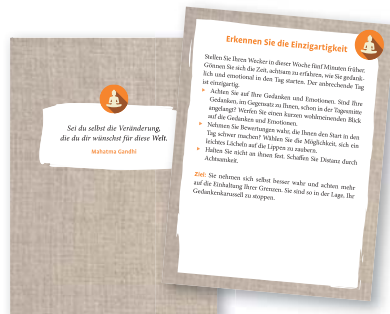 Sei du selbst die Veränderung,
die du dir wünschst für diese Welt.
Mahatma Gandhi
Erkennen Sie die Einzigartigkeit
Stellen Sie Ihren Wecker in dieser Woche fünf Minuten früher.
Gönnen Sie sich die Zeit, achtsam zu erfahren, wie Sie gedank-
lich und emotional in den Tag starten. Der anbrechende Tag
ist einzigartig.
▸ Achten Sie auf Ihre Gedanken und Emotionen. Sind Ihre
Gedanken, im Gegensatz zu Ihnen, schon in der Tagesmitte
angelangt? Werfen Sie einen kurzen wohlmeinenden Blick
auf die Gedanken und Emotionen.
▸ Nehmen Sie Bewertungen wahr, die Ihnen den Start in den
Tag schwer machen? Wählen Sie die Möglichkeit, sich ein
leichtes Lächeln auf die Lippen zu zaubern.
▸ Halten Sie nicht an ihnen fest. Schaffen Sie Distanz durch
Achtsamkeit.
Ziel: Sie nehmen sich selbst besser wahr und achten mehr
auf die Einhaltung Ihrer Grenzen. Sie sind so in der Lage, Ihr
Gedankenkarussell zu stoppen.